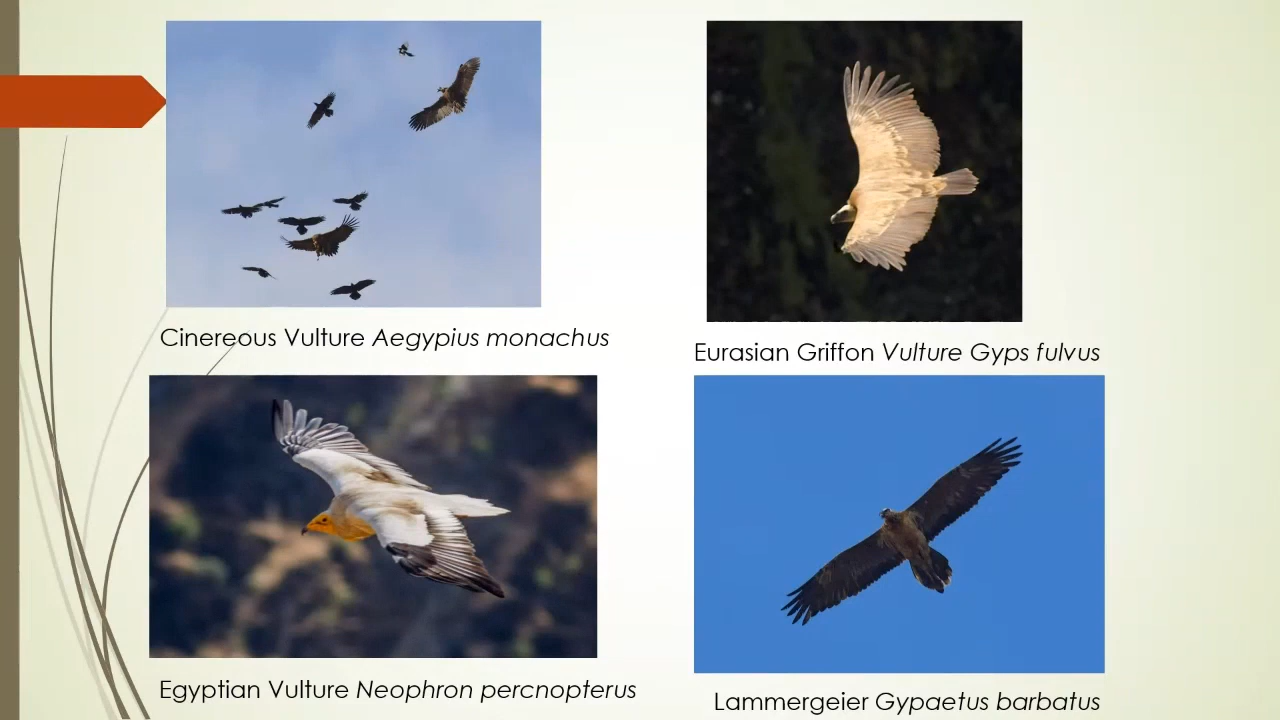 Cinereous Vulture Aegypius monachus
Eurasian Griffon Vulture Gyps fulvus
Egyptian Vulture Neophron percnopterus
Lammergeier Gypaetus barbatus